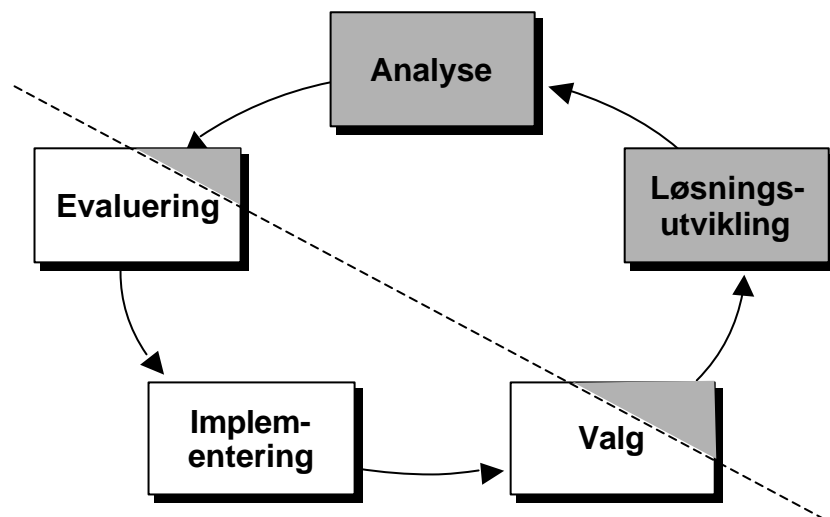 Analyse
Evaluering
Løsnings-
utvikling
Implem-
entering
Valg